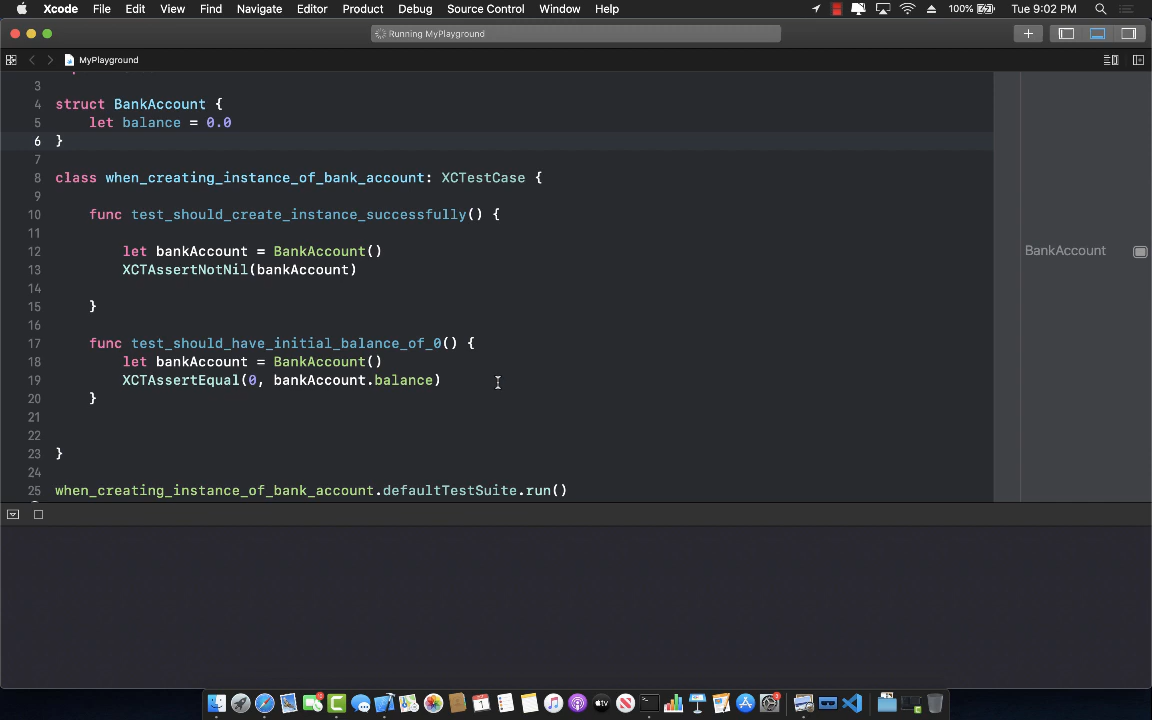 Xcode File Edit View Find Navigate Editor Product Debug Source Control Window Help 100% Tue 9:02 PM
Running MyPlayground
MyPlayground
3
4 struct BankAccount {
5 let balance = 0.0
6 }
7
8 class when_creating_instance_of_bank_account: XCTestCase {
9
10 func test_should_create_instance_successfully() {
11
12 let bankAccount = BankAccount()
BankAccount
13 XCTAssertNotNil(bankAccount)
14
15 }
16
17 func test_should_have_initial_balance_of_0() {
18 let bankAccount = BankAccount()
19 XCTAssertEqual(0, bankAccount.balance)
20 }
21
22
23 }
24
25 when_creating_instance_of_bank_account.defaultTestSuite.run()